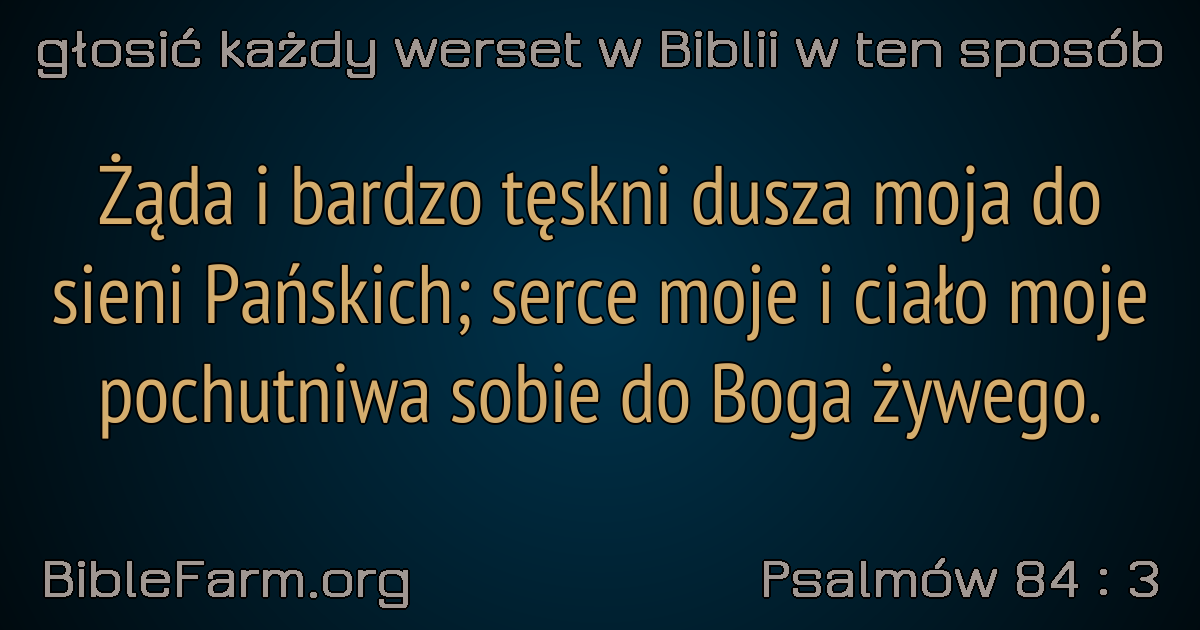 głosić każdy werset w Biblii w ten sposób
Żąda i bardzo tęskni dusza moja do
sieni Pańskich; serce moje i ciało moje
pochutniwa sobie do Boga żywego.
BibleFarm.org
Psalmów 84 : 3